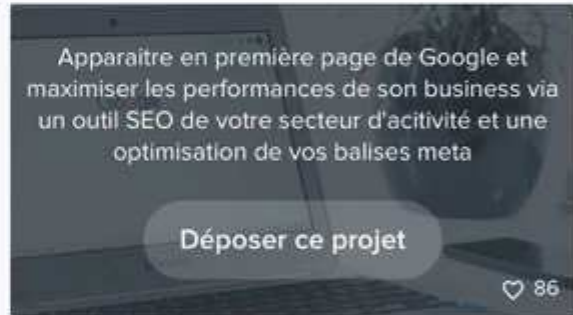 Apparaitre en première page de Google et
maximiser les performances de son business via
un outil SEO de votre secteur d'acitivité et une
optimisation de vos balises meta
Déposer ce projet
86